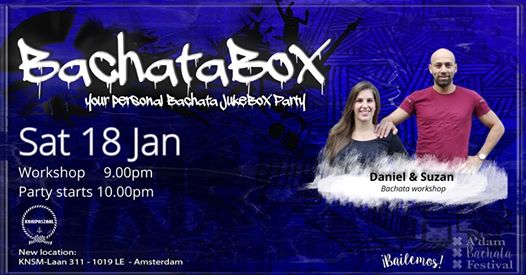 BachataBox
Your Personal Bachata Jukebox Party
Sat 18 Jan
Workshop 9.00pm
Party starts 10.00pm
Daniel & Suzan
Bachata workshop
KOMPASZAAL
New location:
KNSM-Laan 311 - 1019 LE - Amsterdam
¡Bailemos!
A'dam
Bachata
Festival